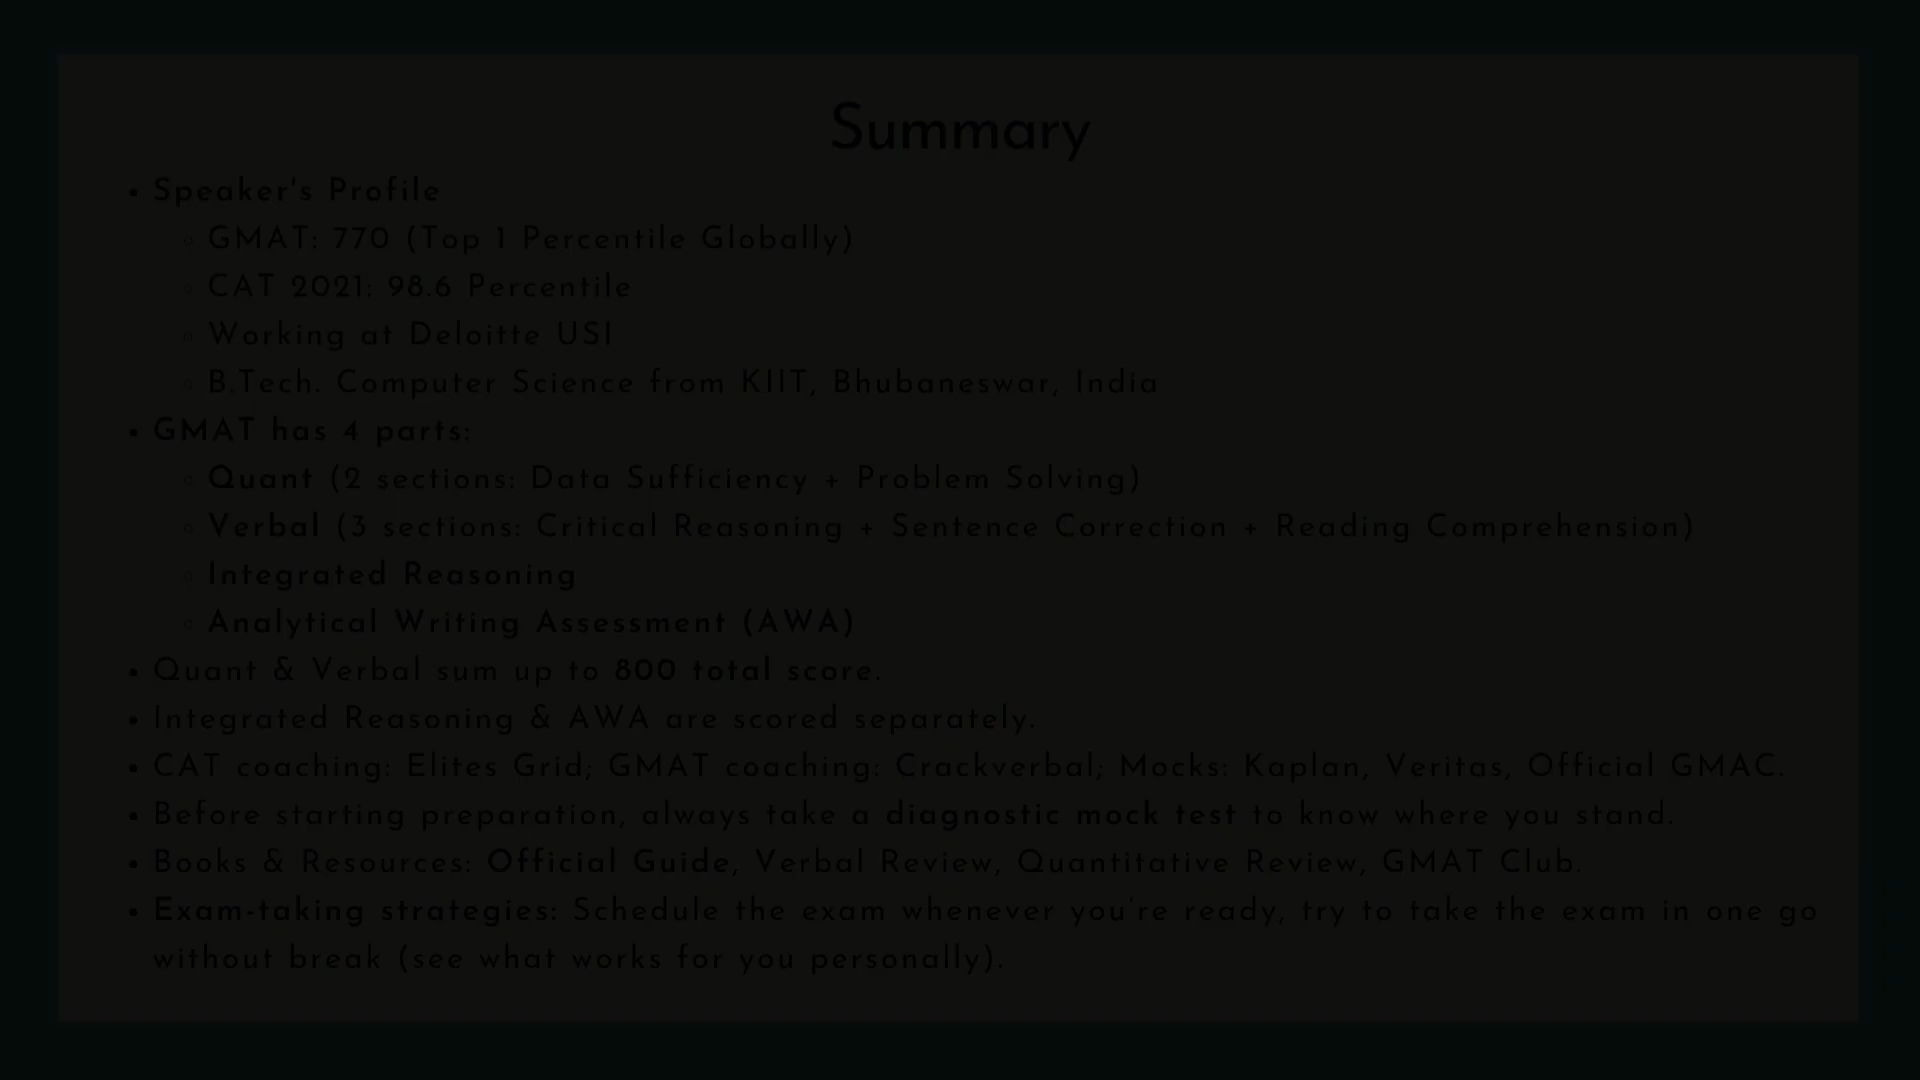 Summary
• Speaker's Profile
◦ GMAT: 770 (Top 1 Percentile Globally)
◦ CAT 2021: 98.6 Percentile
◦ Working at Deloitte USI
◦ B.Tech. Computer Science from KIIT, Bhubaneswar, India
• GMAT has 4 parts:
◦ Quant (2 sections: Data Sufficiency + Problem Solving)
◦ Verbal (3 sections: Critical Reasoning + Sentence Correction + Reading Comprehension)
◦ Integrated Reasoning
◦ Analytical Writing Assessment (AWA)
• Quant & Verbal sum up to 800 total score.
• Integrated Reasoning & AWA are scored separately.
• CAT coaching: Elites Grid; GMAT coaching: Crackverbal; Mocks: Kaplan, Veritas, Official GMAC.
• Before starting preparation, always take a diagnostic mock test to know where you stand.
• Books & Resources: Official Guide, Verbal Review, Quantitative Review, GMAT Club.
• Exam-taking strategies: Schedule the exam whenever you're ready, try to take the exam in one go
without break (see what works for you personally).